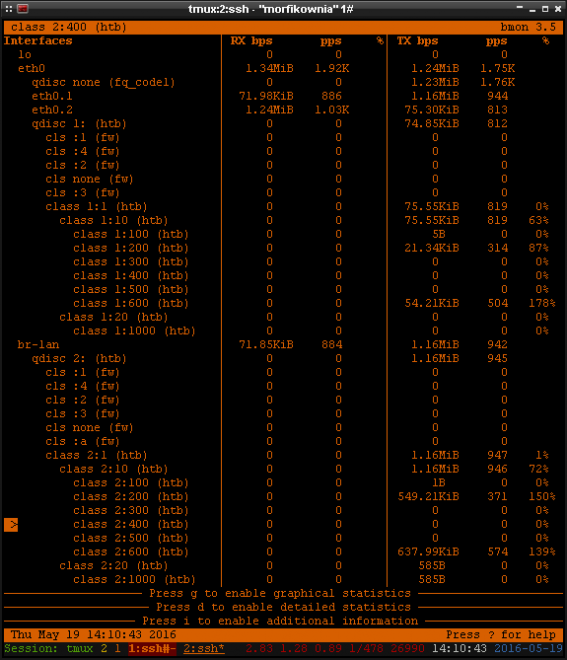 tmux:2:ssh - "morfikownia" 1#
class 2:400 (htb) bmon 3.5
Interfaces RX bps pps % TX bps pps %
lo 0 0 0 0
eth0 1.34MiB 1.92K 1.24MiB 1.75K
qdisc none (fq_codel) 0 0 1.23MiB 1.76K
eth0.1 71.98KiB 886 1.16MiB 944
eth0.2 1.24MiB 1.03K 75.30KiB 813
qdisc 1: (htb) 0 0 74.85KiB 812
cls :1 (fw) 0 0 0 0
cls :4 (fw) 0 0 0 0
cls :2 (fw) 0 0 0 0
cls none (fw) 0 0 0 0
cls :3 (fw) 0 0 0 0
class 1:1 (htb) 0 0 75.55KiB 819 0%
class 1:10 (htb) 0 0 75.55KiB 819 63%
class 1:100 (htb) 0 0 5B 0 0%
class 1:200 (htb) 0 0 21.34KiB 314 87%
class 1:300 (htb) 0 0 0 0 0%
class 1:400 (htb) 0 0 0 0 0%
class 1:500 (htb) 0 0 0 0 0%
class 1:600 (htb) 0 0 54.21KiB 504 178%
class 1:20 (htb) 0 0 0 0 0%
class 1:1000 (htb) 0 0 0 0 0%
br-lan 71.85KiB 884 1.16MiB 942
qdisc 2: (htb) 0 0 1.16MiB 945
cls :1 (fw) 0 0 0 0
cls :4 (fw) 0 0 0 0
cls :2 (fw) 0 0 0 0
cls :3 (fw) 0 0 0 0
cls none (fw) 0 0 0 0
cls :a (fw) 0 0 0 0
class 2:1 (htb) 0 0 1.16MiB 947 1%
class 2:10 (htb) 0 0 1.16MiB 946 72%
class 2:100 (htb) 0 0 1B 0 0%
class 2:200 (htb) 0 0 549.21KiB 371 150%
class 2:300 (htb) 0 0 0 0 0%
> class 2:400 (htb) 0 0 0 0 0%
class 2:500 (htb) 0 0 0 0 0%
class 2:600 (htb) 0 0 637.99KiB 574 139%
class 2:20 (htb) 0 0 585B 0 0%
class 2:1000 (htb) 0 0 585B 0 0%
Press g to enable graphical statistics
Press d to enable detailed statistics
Press i to enable additional information
Thu May 19 14:10:43 2016 Press ? for help
Session: tmux 2 1 1:ssh#- 2:ssh* 2.83 1.28 0.89 1/478 26990 14:10:43 2016-05-19